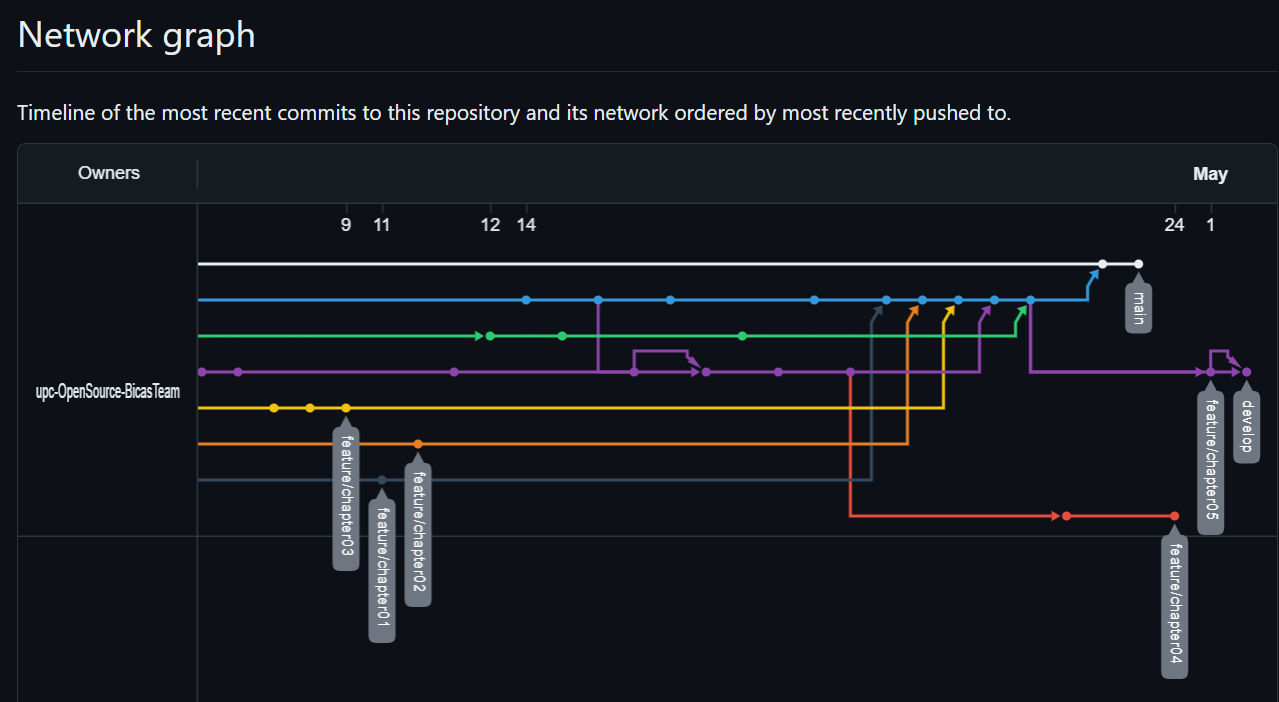 Network graph
Timeline of the most recent commits to this repository and its network ordered by most recently pushed to.
Owners
May
9
11
12
14
24
1
upc-OpenSource-BicasTeam
main
develop
feature/chapter05
feature/chapter03
feature/chapter02
feature/chapter01
feature/chapter04